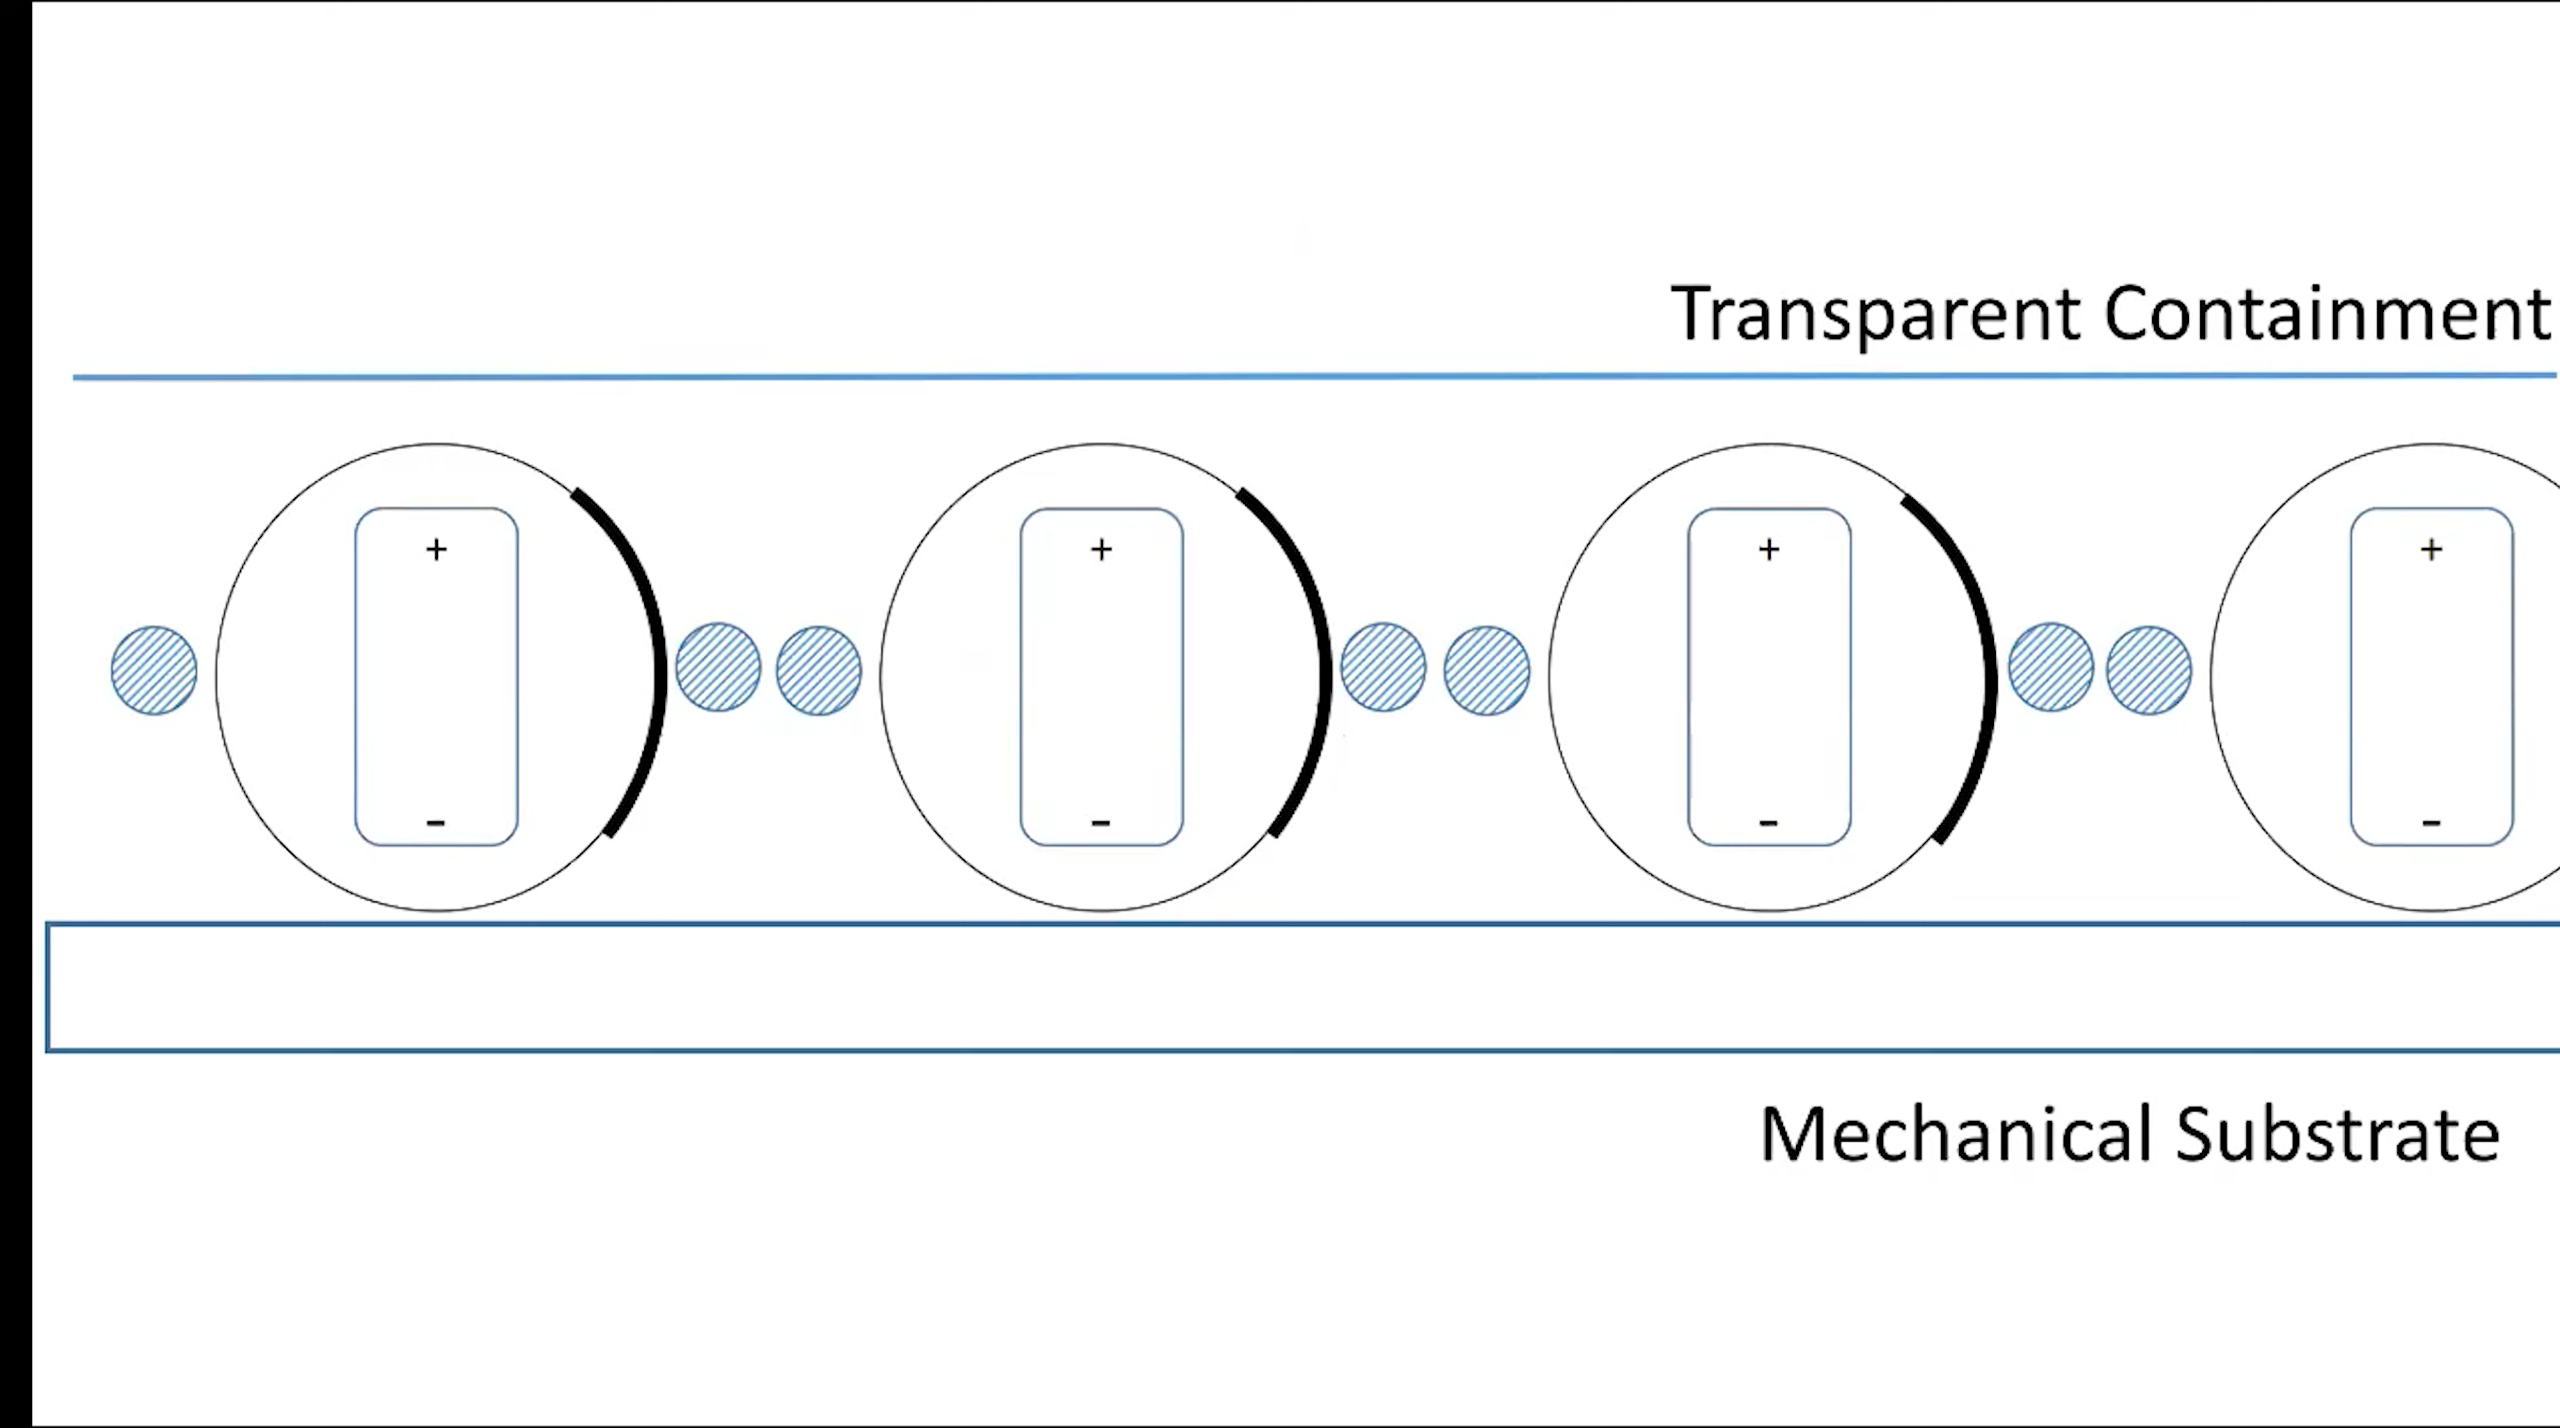 Transparent Containment
+ + + +
- - - -
Mechanical Substrate